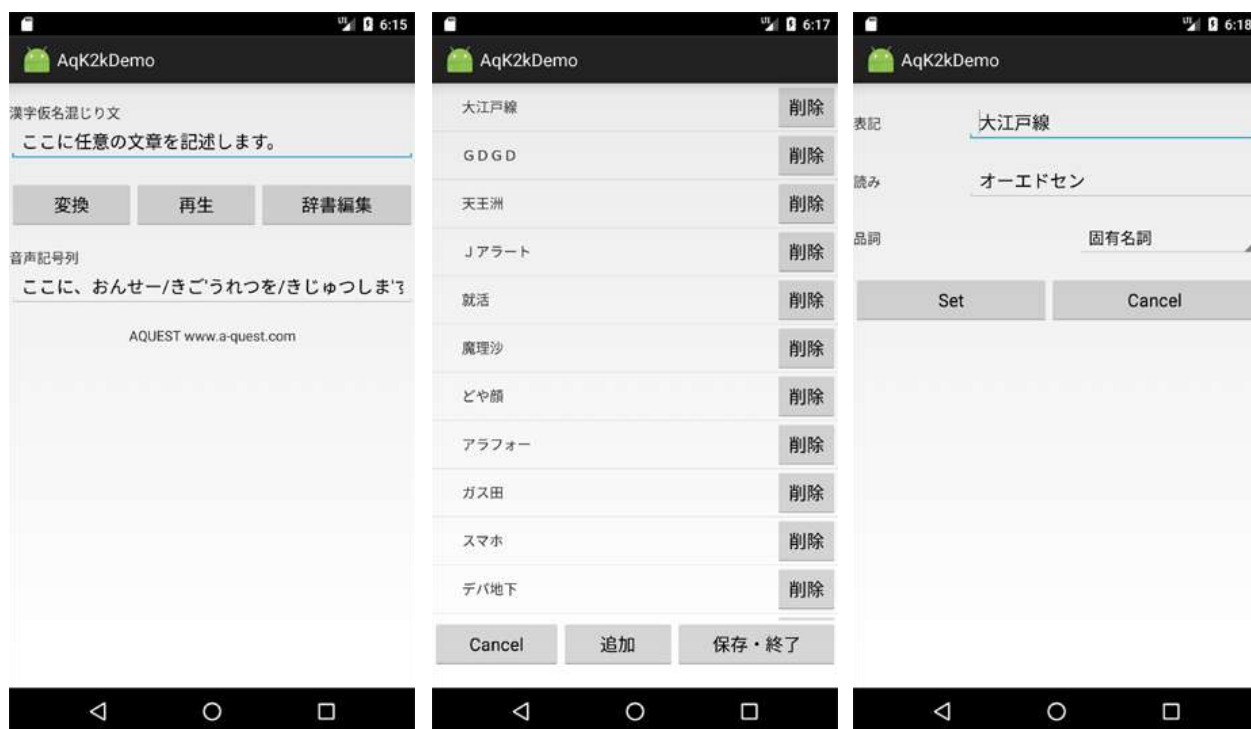 6:15
AqK2kDemo
漢字仮名混じり文
ここに任意の文章を記述します。
変換 再生 辞書編集
音声記号列
ここに、おんせー/きご'うれつを/きじゅつしま'す
AQUEST www.a-quest.com
6:17
AqK2kDemo
大江戸線 削除
ＧＤＧＤ 削除
天王洲 削除
Ｊアラート 削除
就活 削除
魔理沙 削除
どや顔 削除
アラフォー 削除
ガス田 削除
スマホ 削除
デパ地下 削除
Cancel 追加 保存・終了
6:18
AqK2kDemo
表記 大江戸線
読み オーエドセン
品詞 固有名詞
Set Cancel